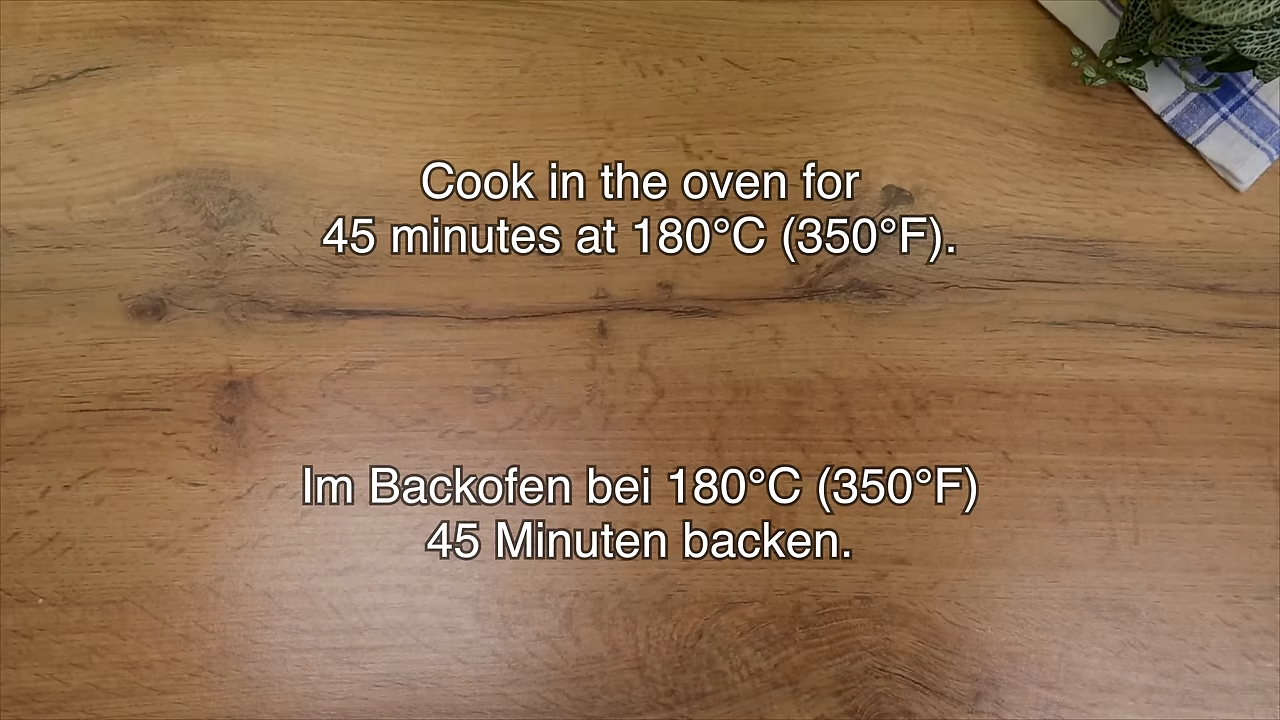 Cook in the oven for
45 minutes at 180°C (350°F).
Im Backofen bei 180°C (350°F)
45 Minuten backen.